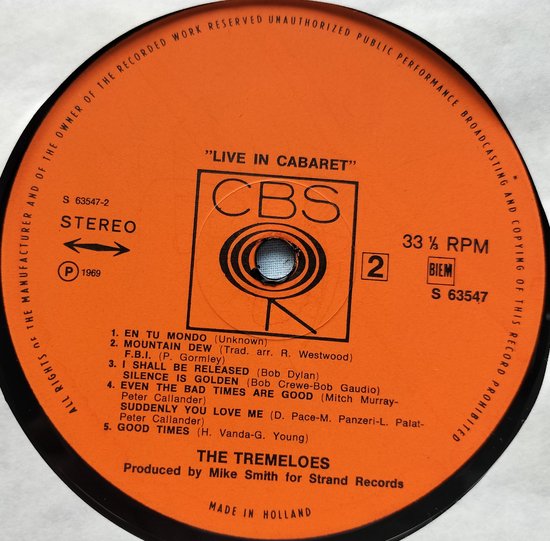 ALL RIGHTS OF THE MANUFACTURER AND OF THE OWNER OF THE RECORDED WORK RESERVED UNAUTHORIZED PUBLIC PERFORMANCE BROADCASTING AND COPYING OF THIS RECORD PROHIBITED
"LIVE IN CABARET"
S 63547-2
CBS
STEREO
33 ⅓ RPM
2
BIEM
Ⓟ 1969
S 63547
1. EN TU MONDO (Unknown)
2. MOUNTAIN DEW (Trad. arr. R. Westwood)
F.B.I. (P. Gormley)
3. I SHALL BE RELEASED (Bob Dylan)
SILENCE IS GOLDEN (Bob Crewe-Bob Gaudio)
4. EVEN THE BAD TIMES ARE GOOD (Mitch Murray-
Peter Callander)
SUDDENLY YOU LOVE ME (D. Pace-M. Panzeri-L. Palat-
Peter Callander)
5. GOOD TIMES (H. Vanda-G. Young)
THE TREMELOES
Produced by Mike Smith for Strand Records
MADE IN HOLLAND